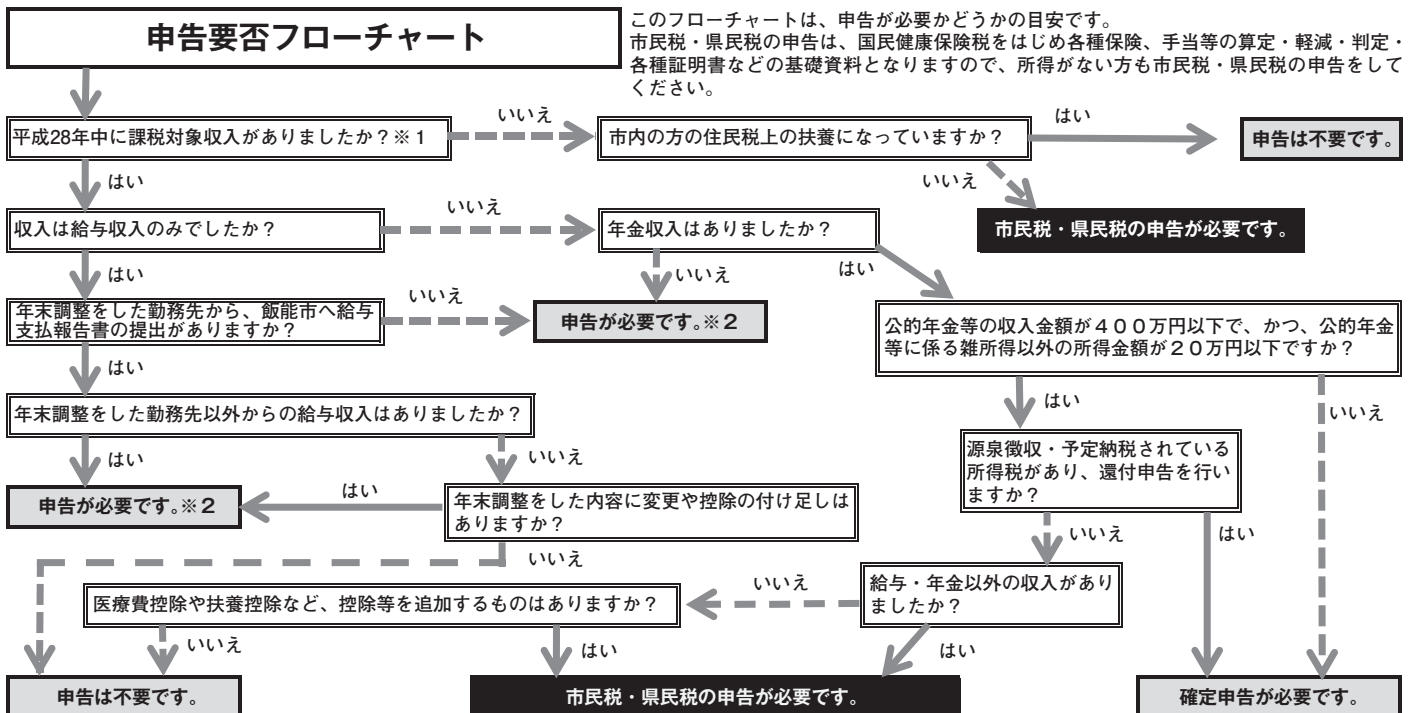 申告要否フローチャート
このフローチャートは、申告が必要かどうかの目安です。
市民税・県民税の申告は、国民健康保険税をはじめ各種保険、手当等の算定・軽減・判定・
各種証明書などの基礎資料となりますので、所得がない方も市民税・県民税の申告をして
ください。
平成28年中に課税対象収入がありましたか？※１
いいえ
市内の方の住民税上の扶養になっていますか？
はい
申告は不要です。
はい
いいえ
収入は給与収入のみでしたか？
いいえ
年金収入はありましたか？
市民税・県民税の申告が必要です。
はい
いいえ
はい
年末調整をした勤務先から、飯能市へ給与
支払報告書の提出がありますか？
いいえ
申告が必要です。※２
公的年金等の収入金額が４００万円以下で、かつ、公的年金
等に係る雑所得以外の所得金額が２０万円以下ですか？
はい
年末調整をした勤務先以外からの給与収入はありましたか？
はい
いいえ
はい
いいえ
源泉徴収・予定納税されている
所得税があり、還付申告を行い
ますか？
申告が必要です。※２
はい
年末調整をした内容に変更や控除の付け足しは
ありますか？
いいえ
はい
いいえ
医療費控除や扶養控除など、控除等を追加するものはありますか？
いいえ
給与・年金以外の収入があり
ましたか？
いいえ
はい
はい
申告は不要です。
市民税・県民税の申告が必要です。
確定申告が必要です。